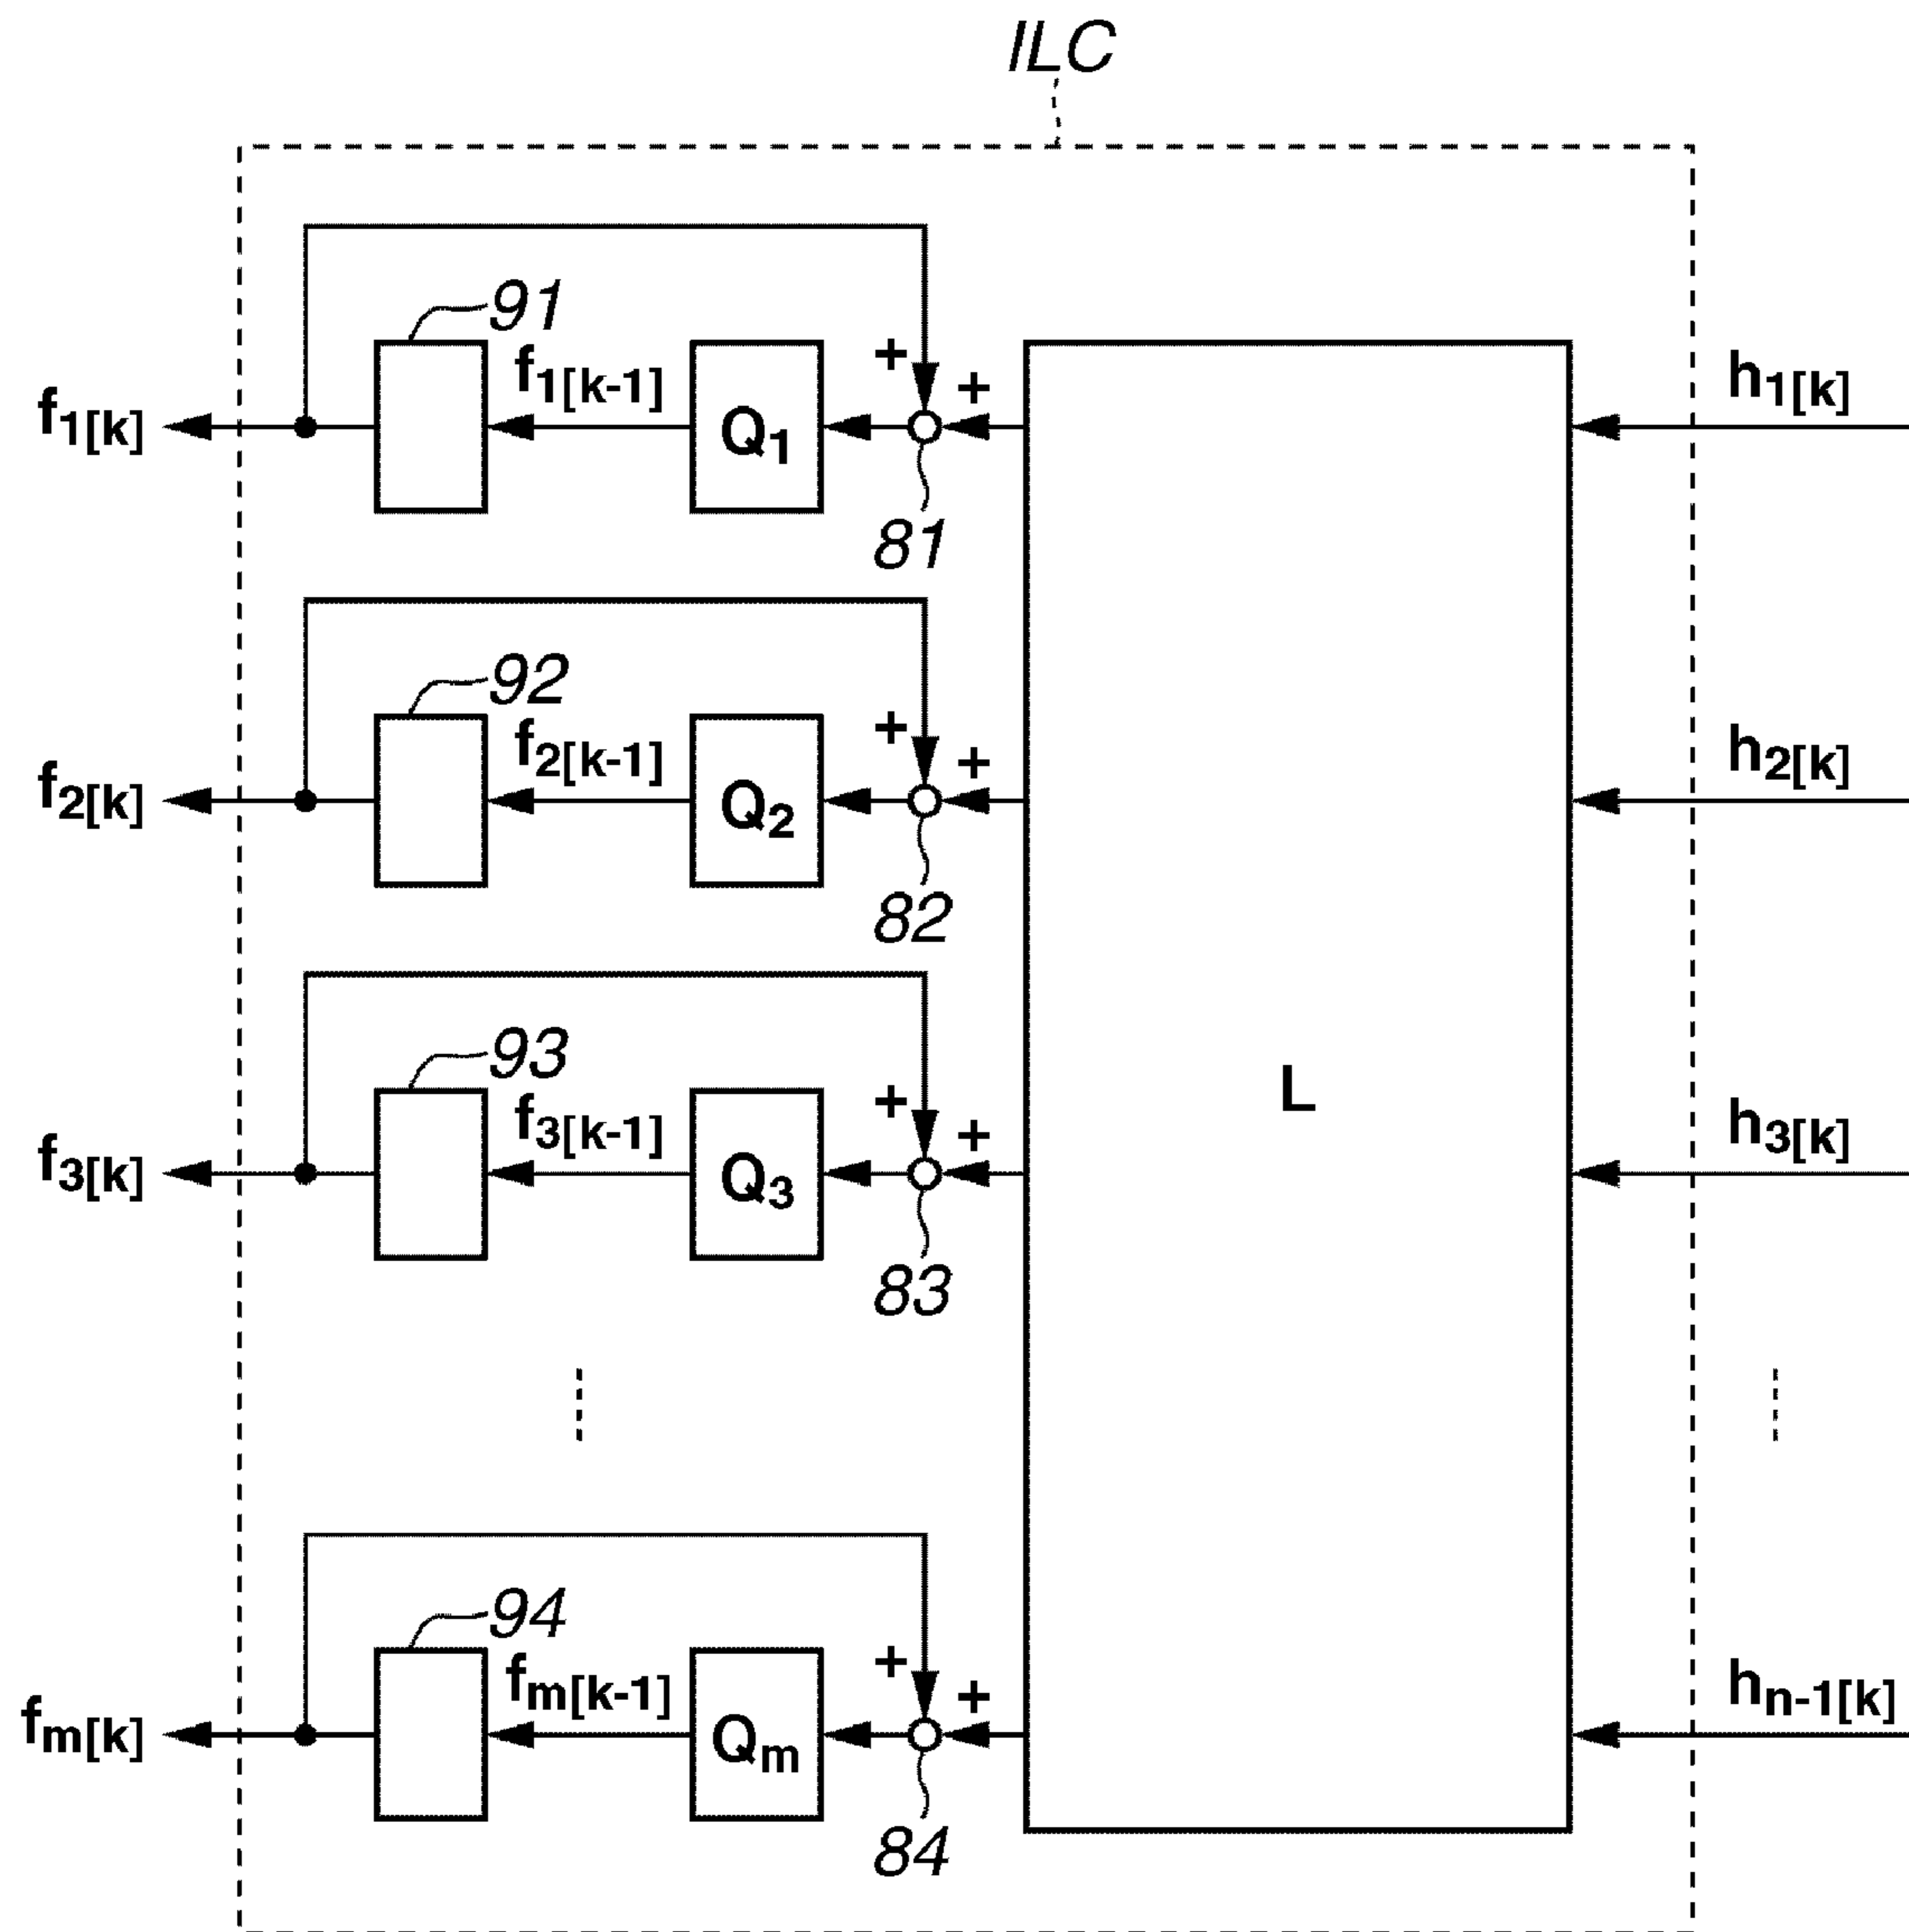 ILC
91
f1[k]
f1[k-1]
Q1
+
+
h1[k]
81
92
f2[k]
f2[k-1]
Q2
+
+
h2[k]
82
93
f3[k]
f3[k-1]
Q3
+
+
h3[k]
83
L
94
fm[k]
fm[k-1]
Qm
+
+
hn-1[k]
84